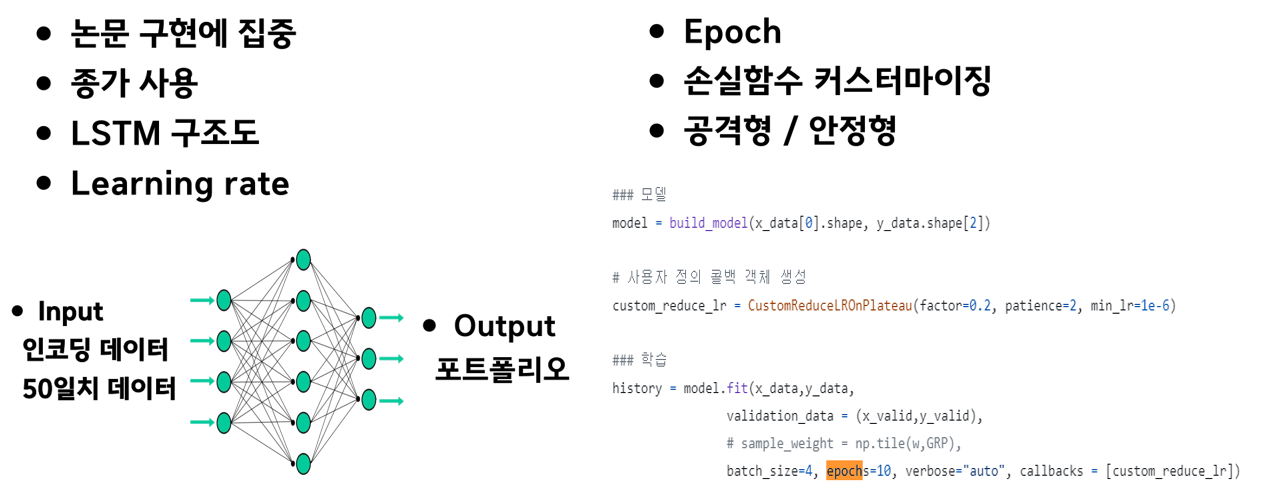 • 논문 구현에 집중
• 종가 사용
• LSTM 구조도
• Learning rate
• Input
인코딩 데이터
50일치 데이터
• Output
포트폴리오
• Epoch
• 손실함수 커스터마이징
• 공격형 / 안정형
### 모델
model = build_model(x_data[0].shape, y_data.shape[2])
# 사용자 정의 콜백 객체 생성
custom_reduce_lr = CustomReduceLROnPlateau(factor=0.2, patience=2, min_lr=1e-6)
### 학습
history = model.fit(x_data,y_data,
validation_data = (x_valid,y_valid),
# sample_weight = np.tile(w,GRP),
batch_size=4, epochs=10, verbose="auto", callbacks = [custom_reduce_lr])